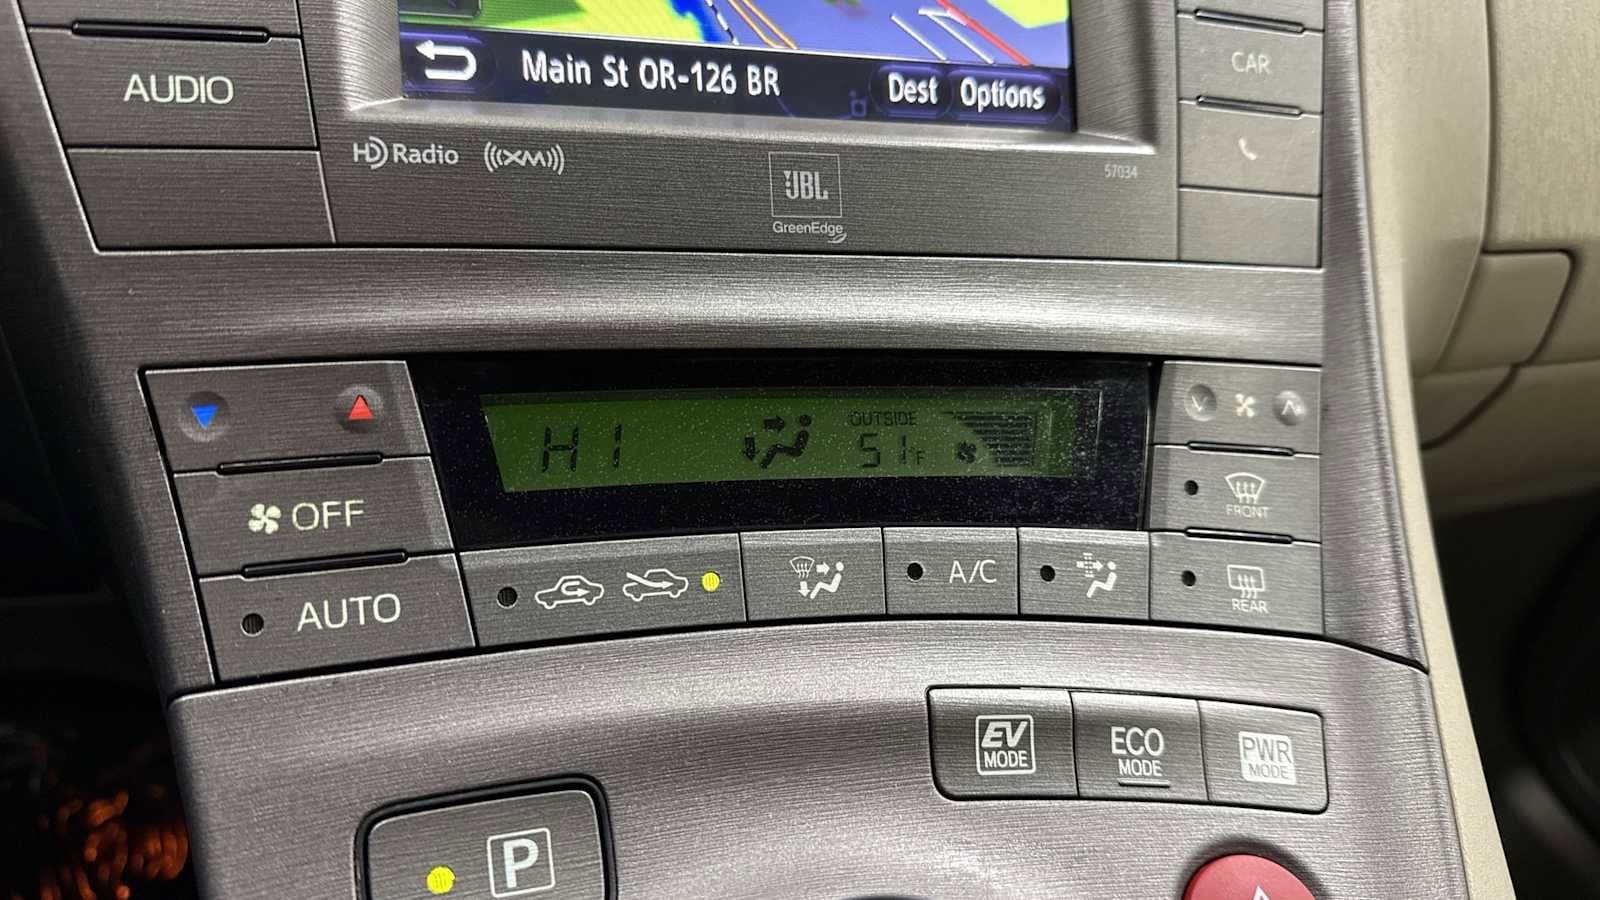 Main St OR-126 BR
Dest
Options
AUDIO
CAR
HD Radio
((XM))
JBL
GreenEdge
57034
HI
OUTSIDE
51°F
OFF
FRONT
AUTO
A/C
REAR
EV
MODE
ECO
MODE
PWR
MODE
P